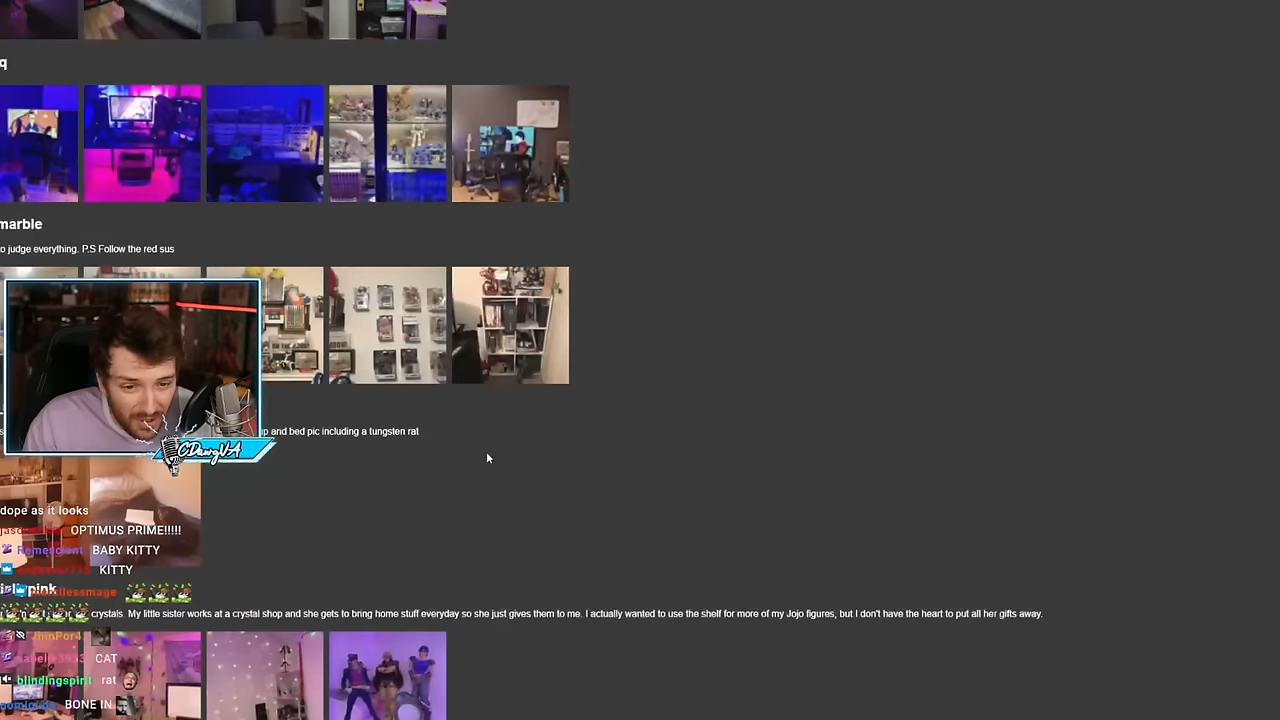 q
marble
o judge everything. P.S Follow the red sus
p and bed pic including a tungsten rat
CDawgVA
dope as it looks
OPTIMUS PRIME!!!!!
BABY KITTY
KITTY
pink
crystals. My little sister works at a crystal shop and she gets to bring home stuff everyday so she just gives them to me. I actually wanted to use the shelf for more of my Jojo figures, but I don't have the heart to put all her gifts away.
JhinPor4
CAT
blindingspirit rat
BONE IN